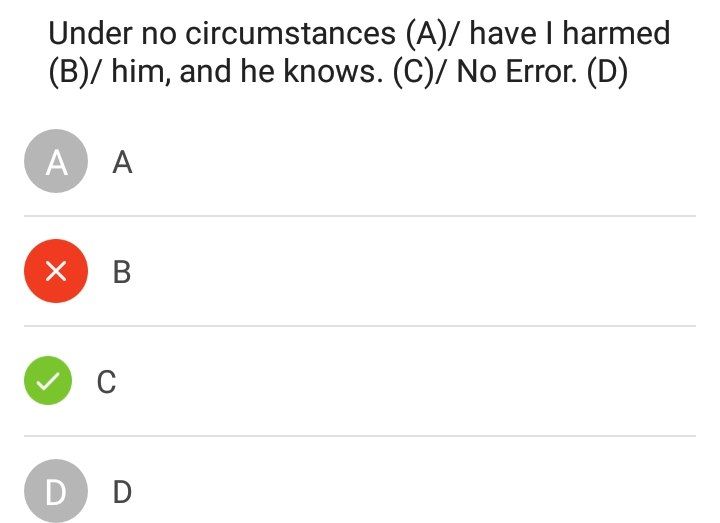 Under no circumstances (A)/ have I harmed
(B)/ him, and he knows. (C)/ No Error. (D)
A A
B
C
D D